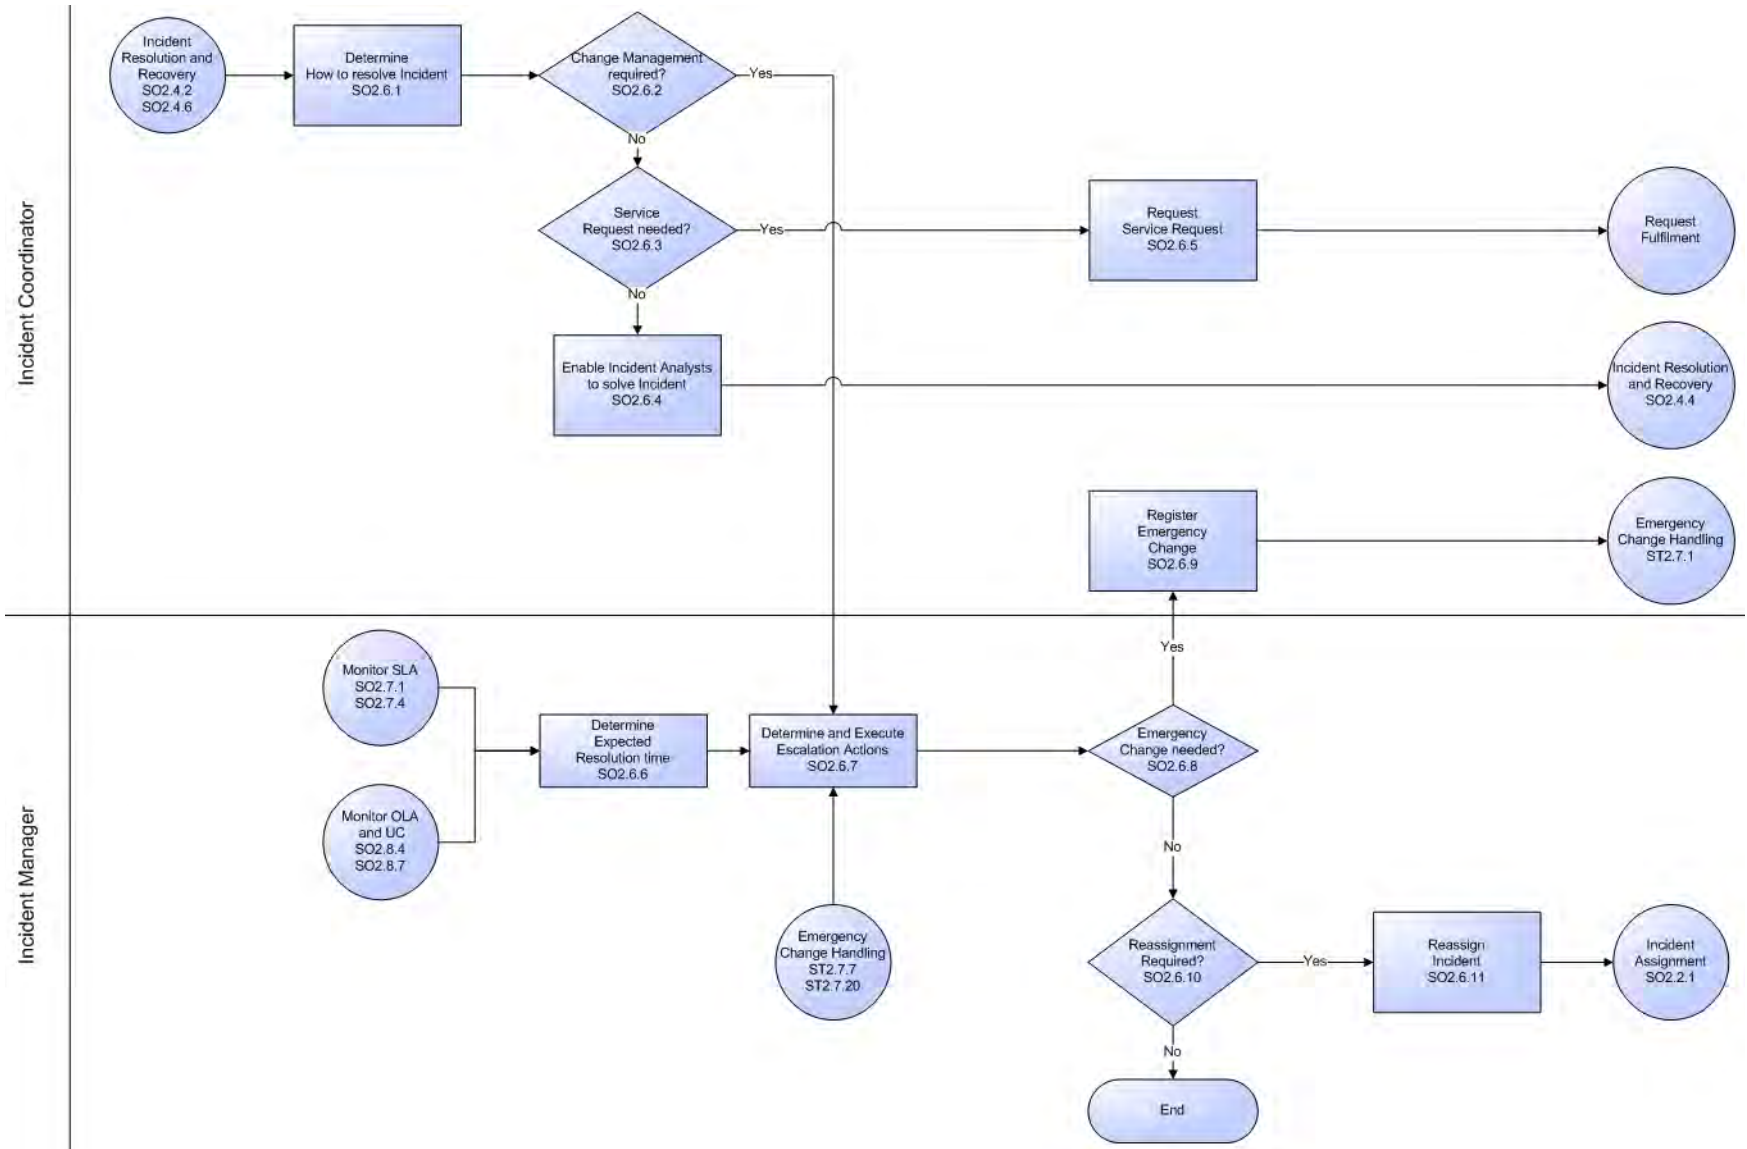 Incident Coordinator
Incident
Resolution and
Recovery
SO2.4.2
SO2.4.6
Determine
How to resolve Incident
SO2.6.1
Change Management
required?
SO2.6.2
Yes
No
Service
Request needed?
SO2.6.3
Yes
Request
Service Request
SO2.6.5
Request
Fulfilment
No
Enable Incident Analysts
to solve Incident
SO2.6.4
Incident Resolution
and Recovery
SO2.4.4
Register
Emergency
Change
SO2.6.9
Emergency
Change Handling
ST2.7.1
Incident Manager
Monitor SLA
SO2.7.1
SO2.7.4
Monitor OLA
and UC
SO2.8.4
SO2.8.7
Determine
Expected
Resolution time
SO2.6.6
Determine and Execute
Escalation Actions
SO2.6.7
Emergency
Change Handling
ST2.7.7
ST2.7.20
Yes
Emergency
Change needed?
SO2.6.8
No
Reassignment
Required?
SO2.6.10
Yes
Reassign
Incident
SO2.6.11
Incident
Assignment
SO2.2.1
No
End